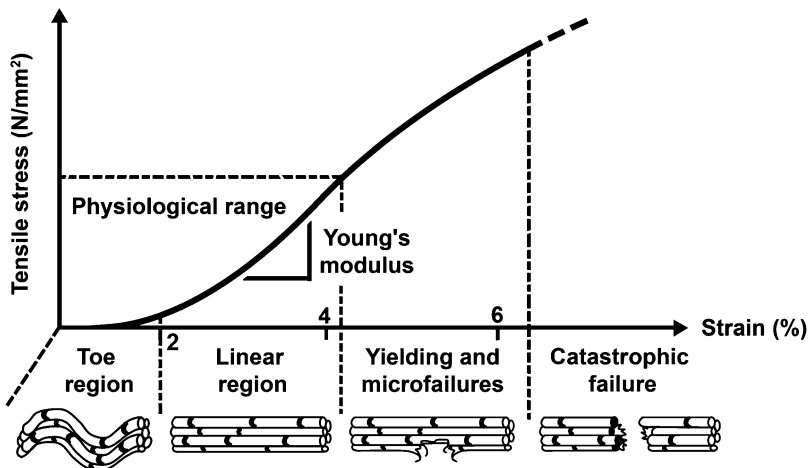 Tensile stress (N/mm²)
Physiological range
Young's
modulus
2
4
6
Strain (%)
Toe
region
Linear
region
Yielding and
microfailures
Catastrophic
failure